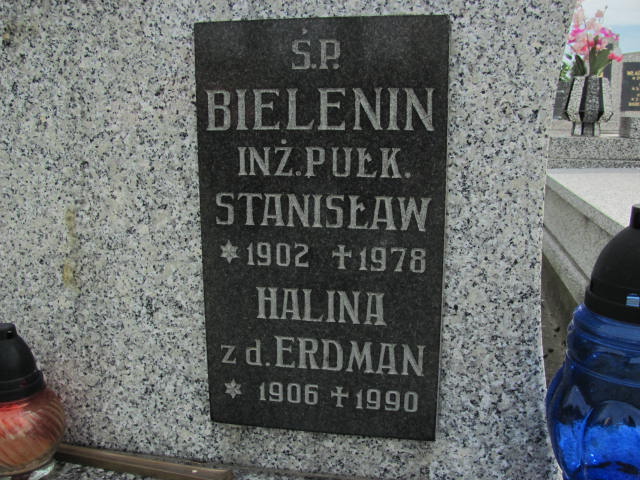 Ś.P.
BIELENIN
INŻ.PUŁK.
STANISŁAW
* 1902 † 1978
HALINA
z d. ERDMAN
* 1906 † 1990